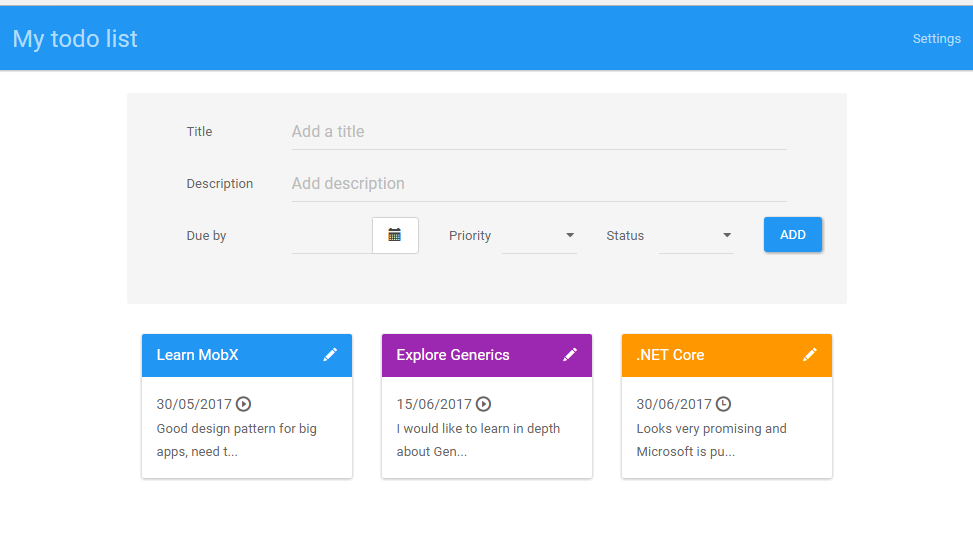 My todo list
Settings
Title
Add a title
Description
Add description
Due by
Priority
Status
ADD
Learn MobX
30/05/2017
Good design pattern for big
apps, need t...
Explore Generics
15/06/2017
I would like to learn in depth
about Gen...
.NET Core
30/06/2017
Looks very promising and
Microsoft is pu...